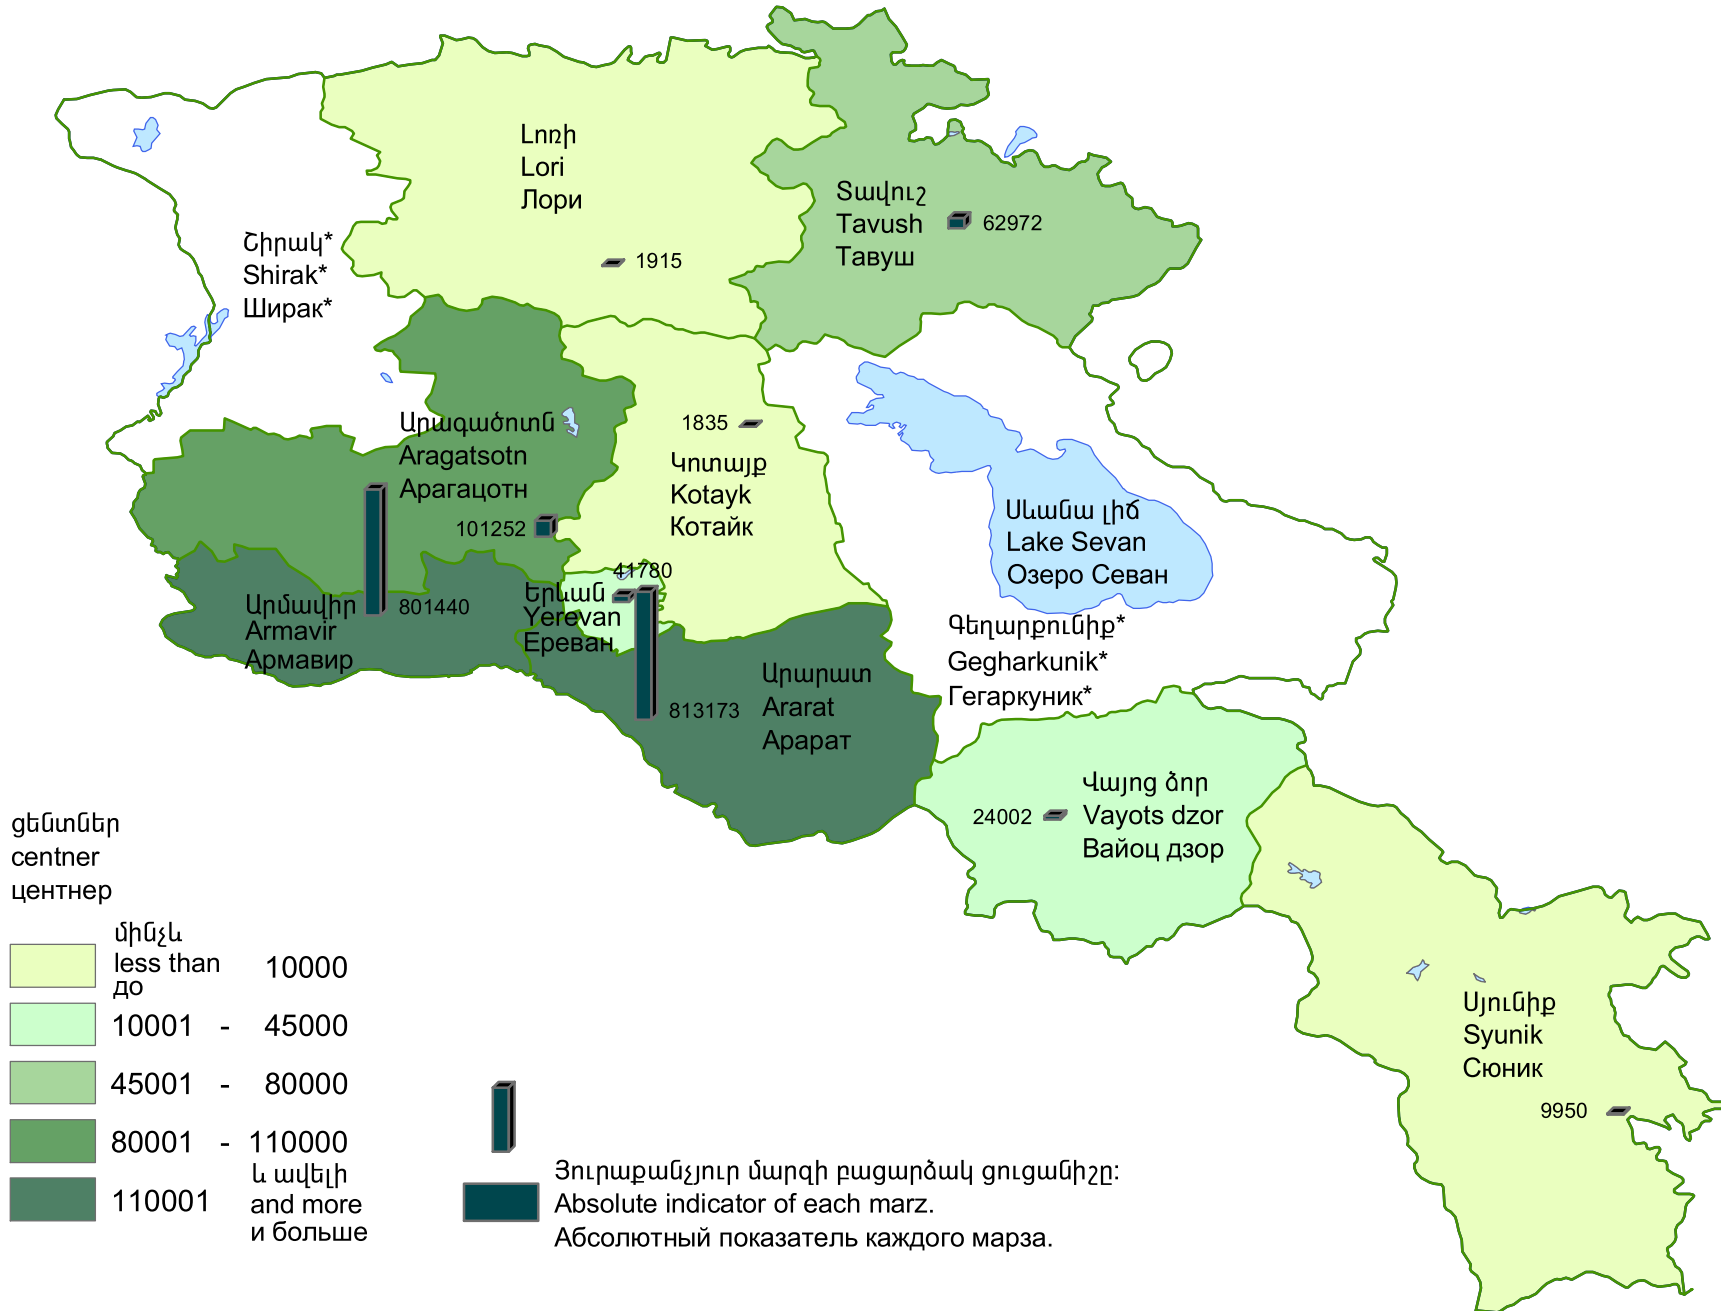 Լոռի
Lori
Лори
1915
Տավուշ
Tavush
Тавуш
62972
Շիրակ*
Shirak*
Ширак*
Արագածոտն
Aragatsotn
Арагацотн
101252
1835
Կոտայք
Kotayk
Котайк
Սևանա լիճ
Lake Sevan
Озеро Севан
41780
Երևան
Yerevan
Ереван
Արմավիր
Armavir
Армавир
801440
Գեղարքունիք*
Gegharkunik*
Гегаркуник*
Արարատ
Ararat
Арарат
813173
Վայոց ձոր
Vayots dzor
Вайоц дзор
24002
Սյունիք
Syunik
Сюник
9950
ցենտներ
centner
центнер
մինչև
less than 10000
до
10001 - 45000
45001 - 80000
80001 - 110000
և ավելի
110001 and more
и больше
Յուրաքանչյուր մարզի բացարձակ ցուցանիշը:
Absolute indicator of each marz.
Абсолютный показатель каждого марза.